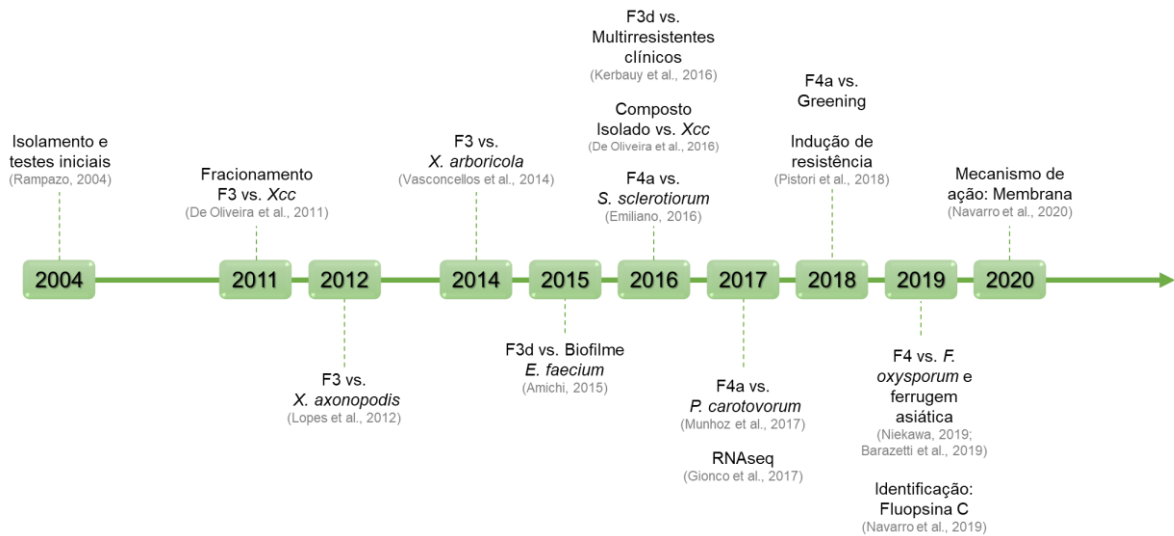 Isolamento e
testes iniciais
(Rampazo, 2004)
Fracionamento
F3 vs. Xcc
(De Oliveira et al., 2011)
F3 vs.
X. arboricola
(Vasconcellos et al., 2014)
F3d vs.
Multirresistentes
clínicos
(Kerbauy et al., 2016)
Composto
Isolado vs. Xcc
(De Oliveira et al., 2016)
F4a vs.
S. sclerotiorum
(Emiliano, 2016)
F4a vs.
Greening
Indução de
resistência
(Pistori et al., 2018)
Mecanismo de
ação: Membrana
(Navarro et al., 2020)
2004 2011 2012 2014 2015 2016 2017 2018 2019 2020
F3 vs.
X. axonopodis
(Lopes et al., 2012)
F3d vs. Biofilme
E. faecium
(Amichi, 2015)
F4a vs.
P. carotovorum
(Munhoz et al., 2017)
RNAseq
(Gionco et al., 2017)
F4 vs. F.
oxysporum e
ferrugem
asiática
(Niekawa, 2019;
Barazetti et al., 2019)
Identificação:
Fluopsina C
(Navarro et al., 2019)